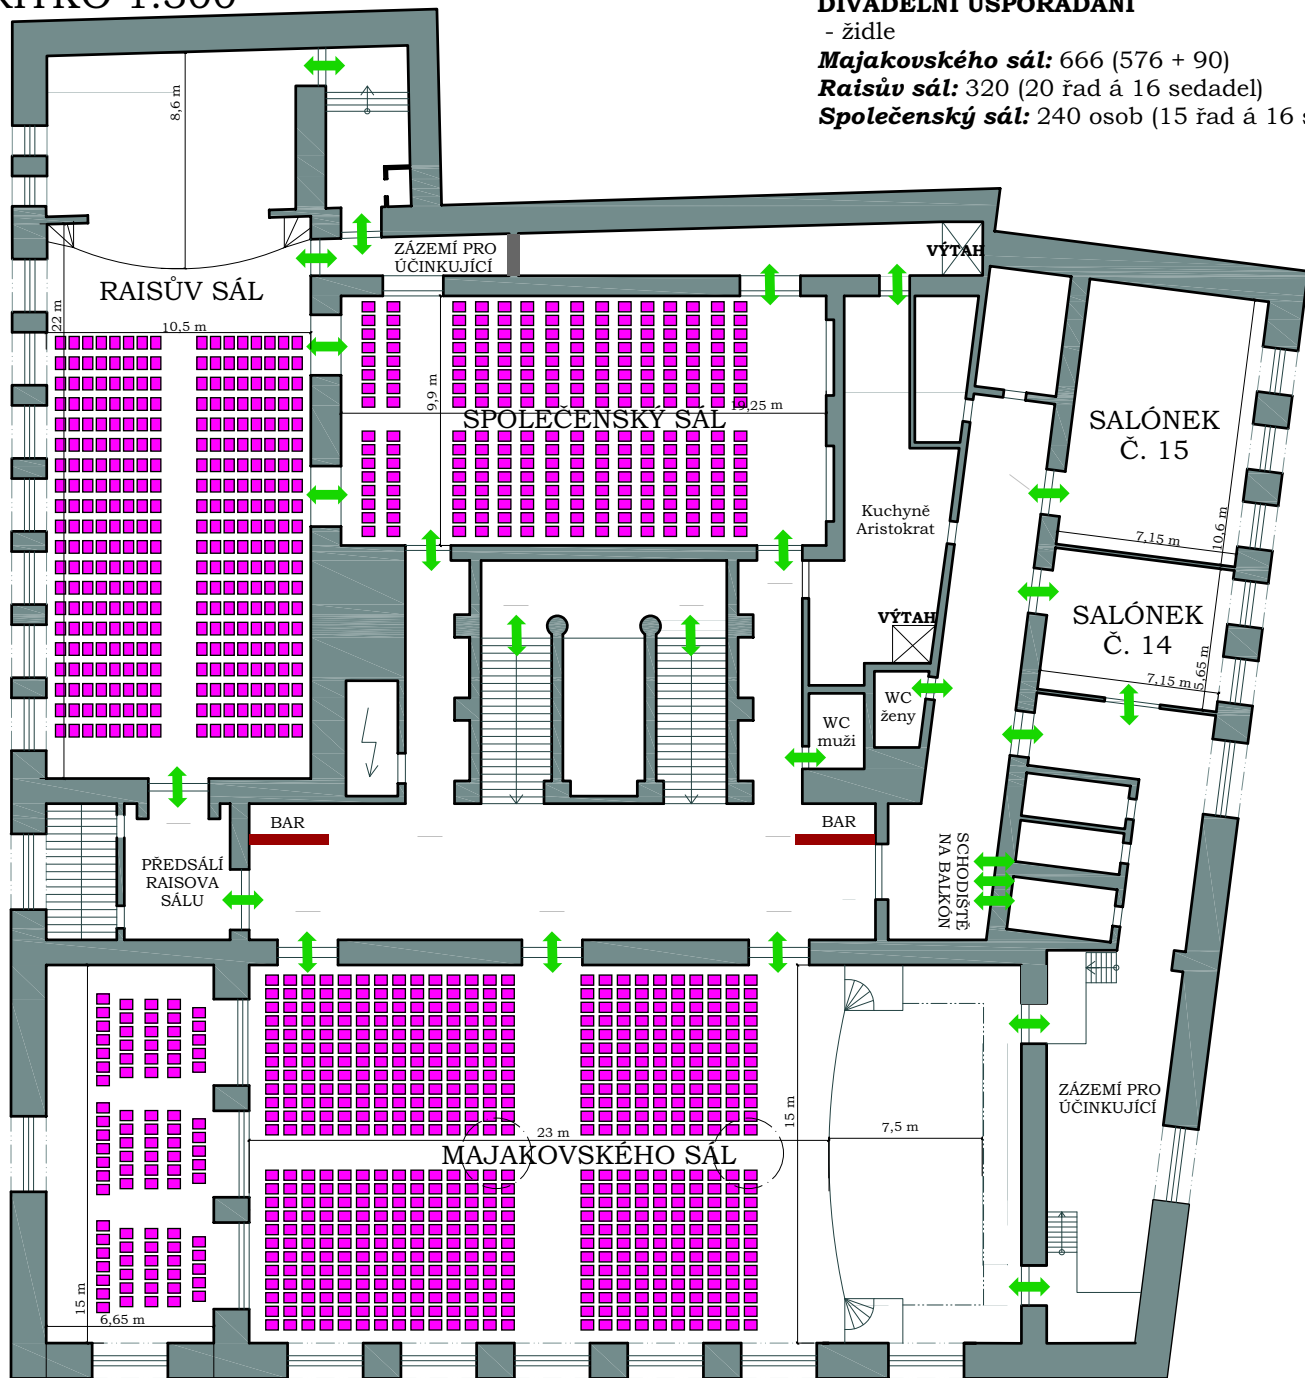 1:300
DIVADELNÍ USPOŘÁDÁNÍ
- židle
Majakovského sál: 666 (576 + 90)
Raisův sál: 320 (20 řad á 16 sedadel)
Společenský sál: 240 osob (15 řad á 16
8,6 m
ZÁZEMÍ PRO
ÚČINKUJÍCÍ
VÝTAH
RAISŮV SÁL
22 m
10,5 m
9,9 m
19,25 m
SPOLEČENSKÝ SÁL
SALÓNEK
Č. 15
Kuchyně
Aristokrat
7,15 m
10,6 m
VÝTAH
SALÓNEK
Č. 14
7,15 m
5,65 m
WC
ženy
WC
muži
BAR
BAR
PŘEDSÁLÍ
RAISOVA
SÁLU
SCHODIŠTĚ
NA BALKÓN
ZÁZEMÍ PRO
ÚČINKUJÍCÍ
23 m
15 m
7,5 m
MAJAKOVSKÉHO SÁL
15 m
6,65 m